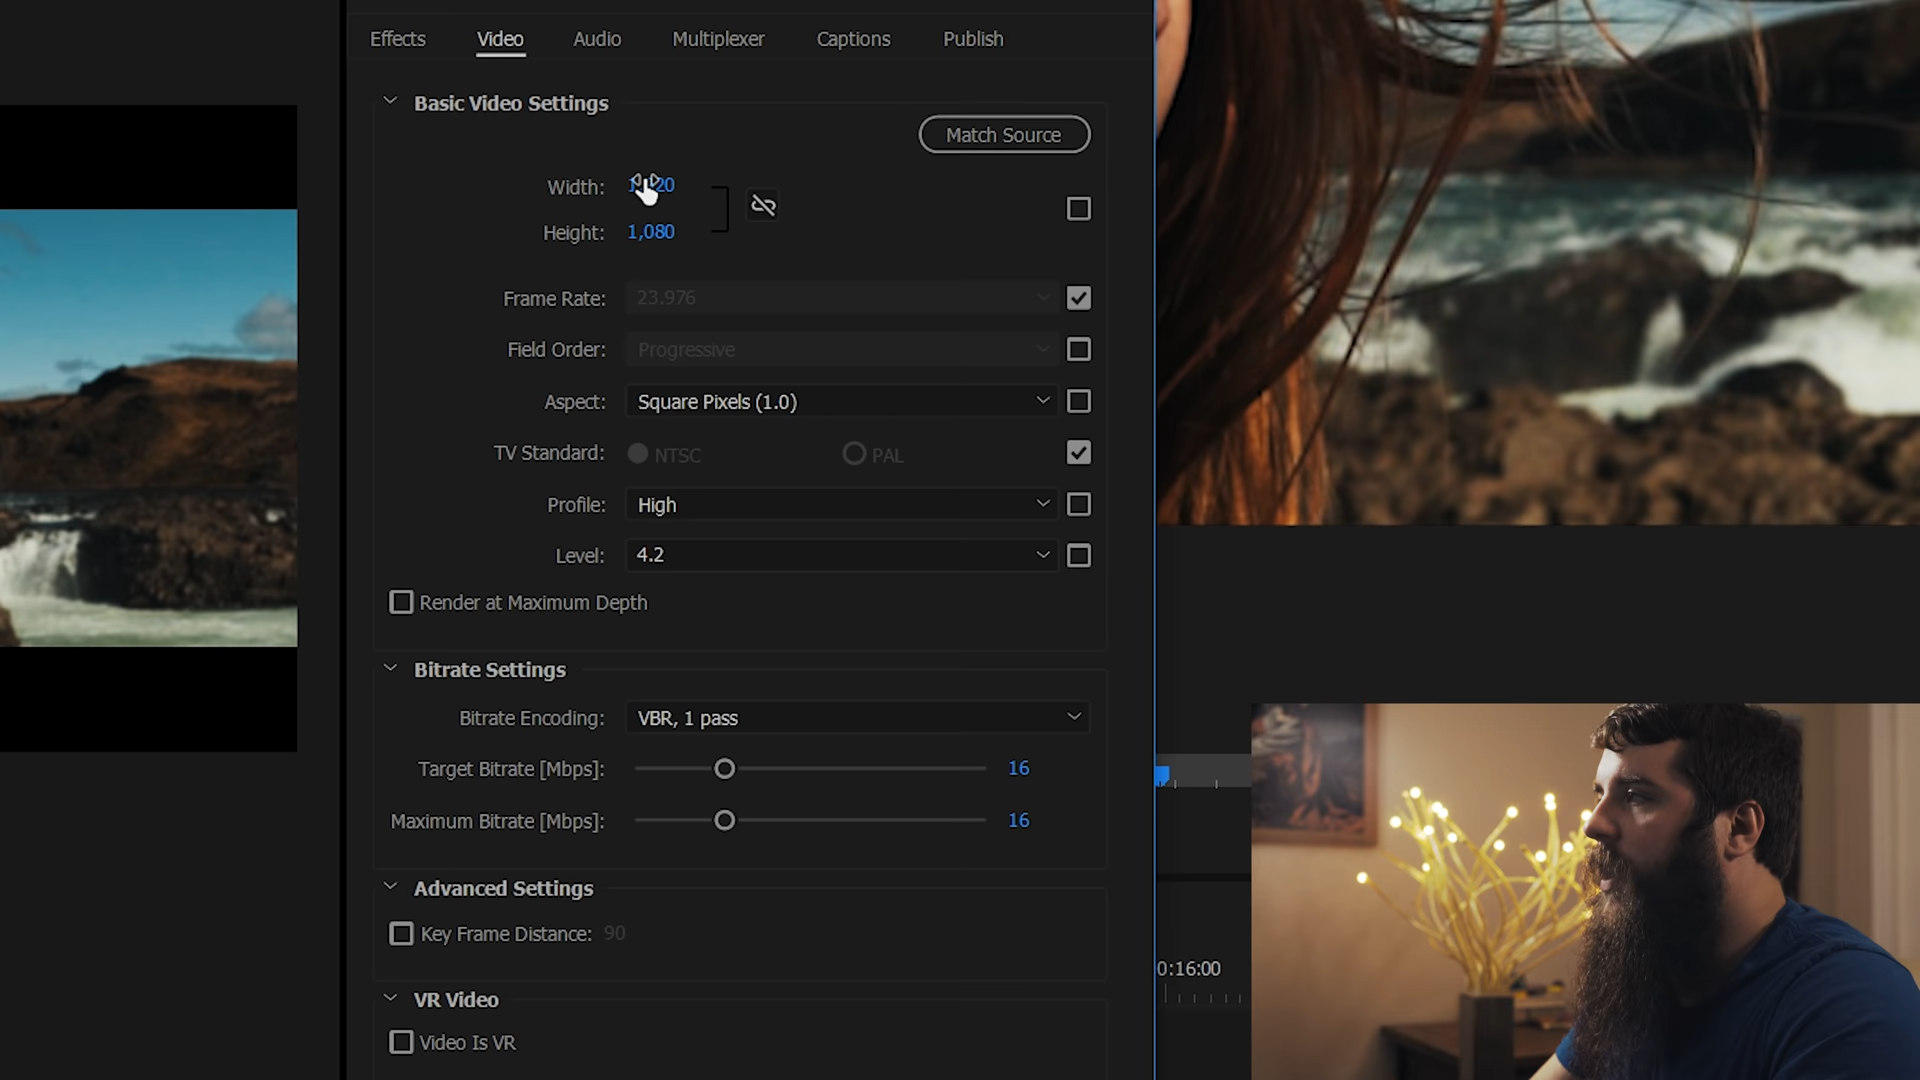 Effects Video Audio Multiplexer Captions Publish
Basic Video Settings
Match Source
Width:
Height: 1,080
Frame Rate: 23.976
Field Order: Progressive
Aspect: Square Pixels (1.0)
TV Standard: NTSC PAL
Profile: High
Level: 4.2
Render at Maximum Depth
Bitrate Settings
Bitrate Encoding: VBR, 1 pass
Target Bitrate [Mbps]: 16
Maximum Bitrate [Mbps]: 16
Advanced Settings
Key Frame Distance: 90
0:16:00
VR Video
Video Is VR